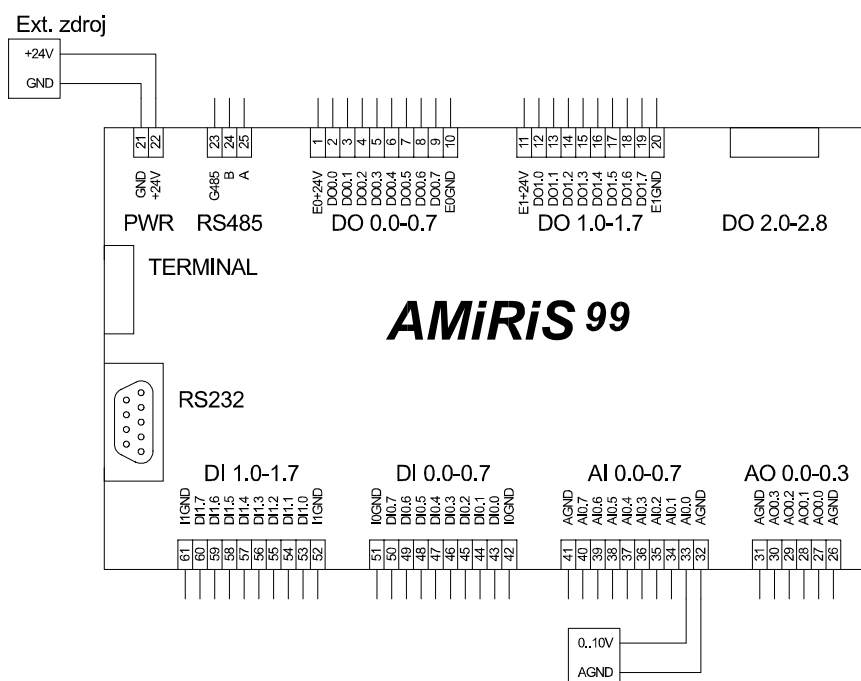 Ext. zdroj
+24V
GND
21 22
23 24 25
1 2 3 4 5 6 7 8 9 10
11 12 13 14 15 16 17 18 19 20
GND +24V
G485 B A
E0+24V DO0.0 DO0.1 DO0.2 DO0.3 DO0.4 DO0.5 DO0.6 DO0.7 E0GND
E1+24V DO1.0 DO1.1 DO1.2 DO1.3 DO1.4 DO1.5 DO1.6 DO1.7 E1GND
PWR RS485 DO 0.0-0.7 DO 1.0-1.7 DO 2.0-2.8
TERMINAL
AMiRiS 99
RS232
DI 1.0-1.7 DI 0.0-0.7 AI 0.0-0.7 AO 0.0-0.3
I1GND DI1.7 DI1.6 DI1.5 DI1.4 DI1.3 DI1.2 DI1.1 DI1.0 I1GND
I0GND DI0.7 DI0.6 DI0.5 DI0.4 DI0.3 DI0.2 DI0.1 DI0.0 I0GND
AGND AI0.7 AI0.6 AI0.5 AI0.4 AI0.3 AI0.2 AI0.1 AI0.0 AGND
AGND AO0.3 AO0.2 AO0.1 AO0.0 AGND
61 60 59 58 57 56 55 54 53 52
51 50 49 48 47 46 45 44 43 42
41 40 39 38 37 36 35 34 33 32
31 30 29 28 27 26
0..10V
AGND